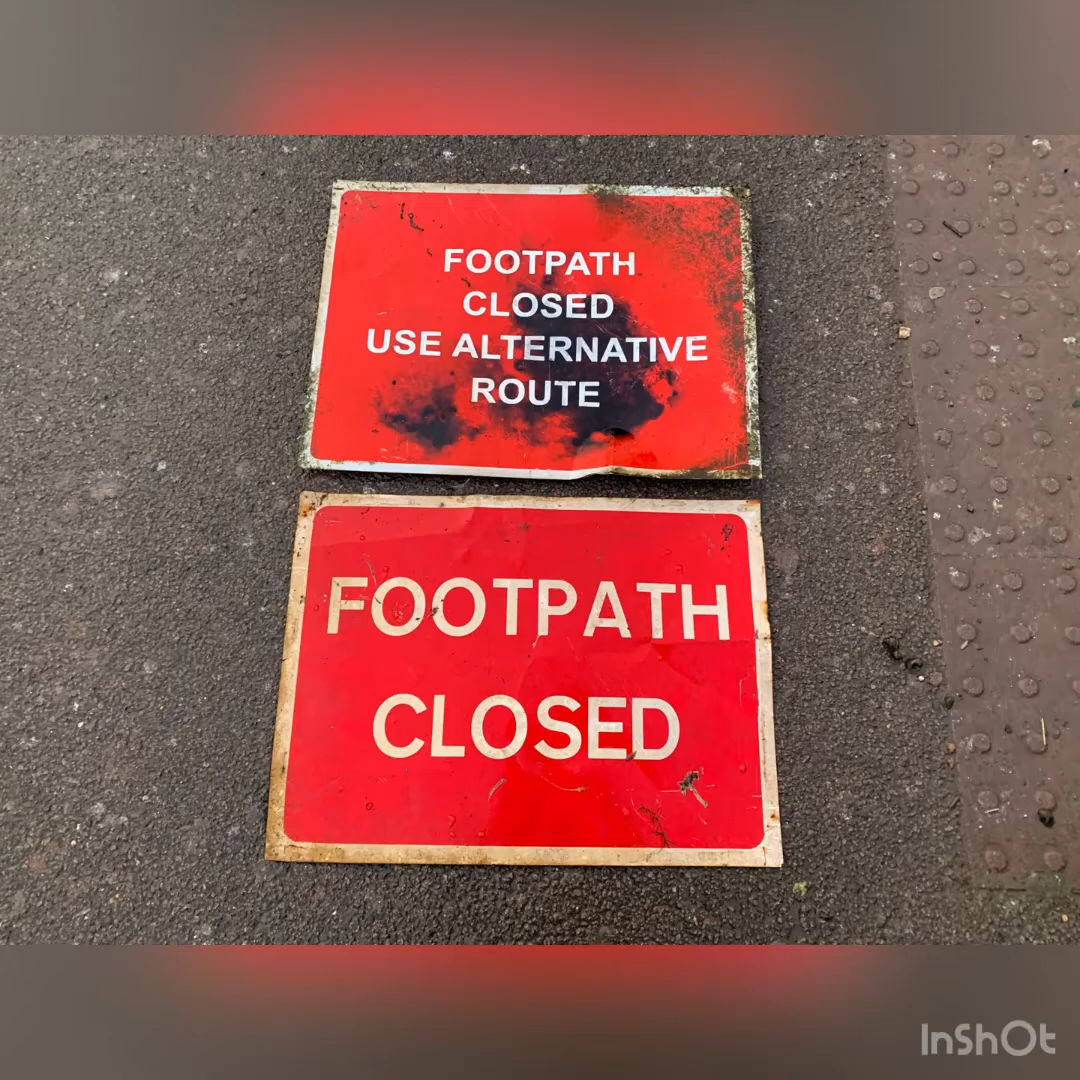 FOOTPATH
CLOSED
USE ALTERNATIVE
ROUTE
FOOTPATH
CLOSED
InShOt